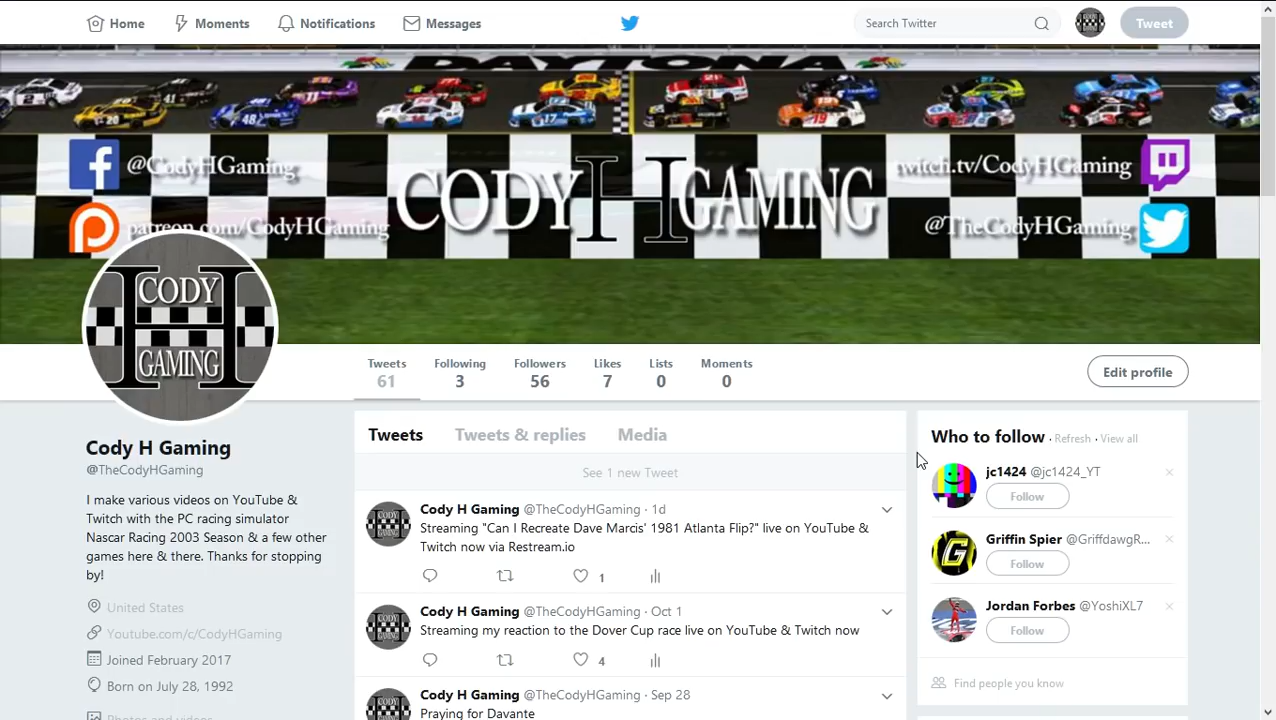 Home
Moments
Notifications
Messages
Search Twitter
Tweet
DAYTONA
@CodyHGaming
patreon.com/CodyHGaming
CODY H GAMING
twitch.tv/CodyHGaming
@TheCodyHGaming
CODY
H
GAMING
Tweets
61
Following
3
Followers
56
Likes
7
Lists
0
Moments
0
Edit profile
Cody H Gaming
@TheCodyHGaming
I make various videos on YouTube &
Twitch with the PC racing simulator
Nascar Racing 2003 Season & a few other
games here & there. Thanks for stopping
by!
United States
Youtube.com/c/CodyHGaming
Joined February 2017
Born on July 28, 1992
Photos and videos
Tweets Tweets & replies Media
See 1 new Tweet
Cody H Gaming @TheCodyHGaming · 1d
Streaming "Can I Recreate Dave Marcis' 1981 Atlanta Flip?" live on YouTube &
Twitch now via Restream.io
1
Cody H Gaming @TheCodyHGaming · Oct 1
Streaming my reaction to the Dover Cup race live on YouTube & Twitch now
4
Cody H Gaming @TheCodyHGaming · Sep 28
Praying for Davante
Who to follow · Refresh · View all
jc1424 @jc1424_YT
Follow
Griffin Spier @GriffdawgR...
Follow
Jordan Forbes @YoshiXL7
Follow
Find people you know